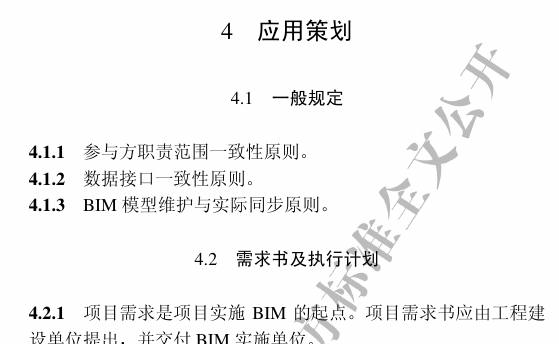 4 应用策划
4.1 一般规定
4.1.1 参与方职责范围一致性原则。
4.1.2 数据接口一致性原则。
4.1.3 BIM 模型维护与实际同步原则。
4.2 需求书及执行计划
4.2.1 项目需求是项目实施 BIM 的起点。项目需求书应由工程建
设单位提出，并交付 BIM 实施单位。
标准全文公开